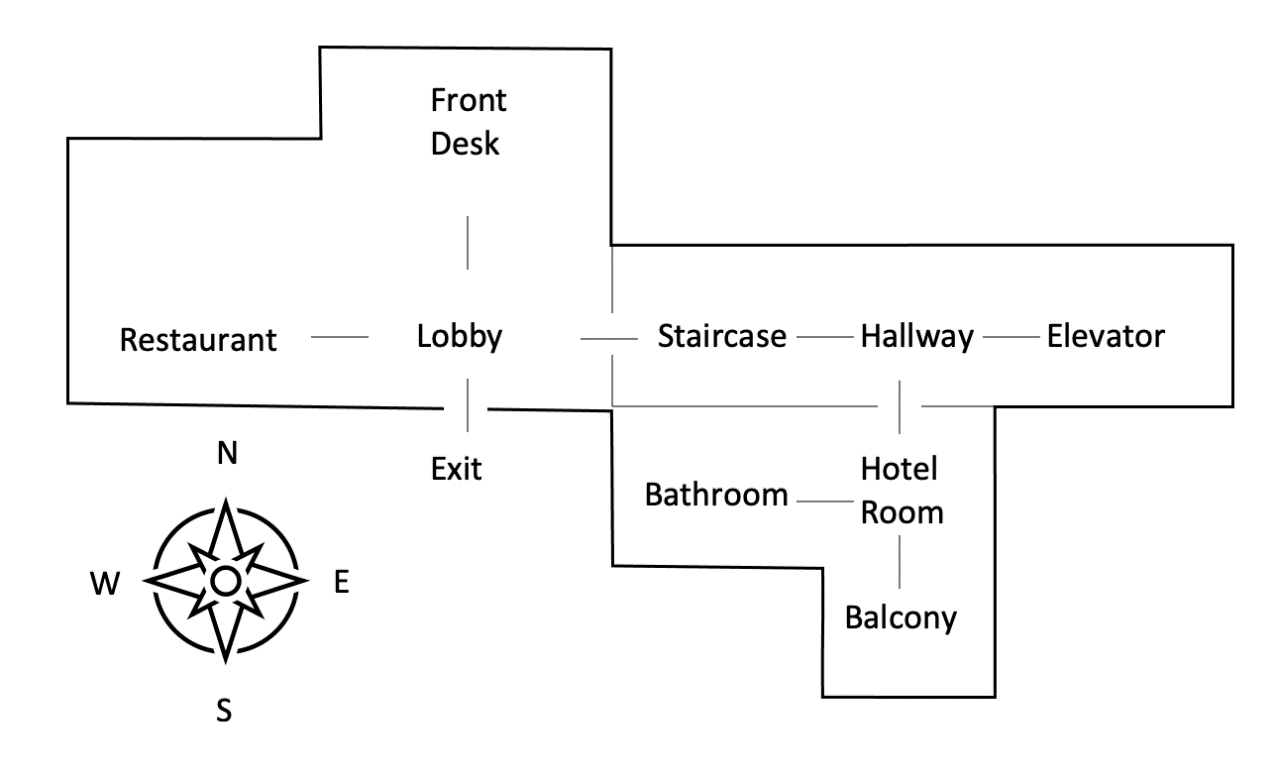 Front
Desk
Restaurant
Lobby
Staircase
Hallway
Elevator
Exit
Bathroom
Hotel
Room
Balcony
N
W
E
S